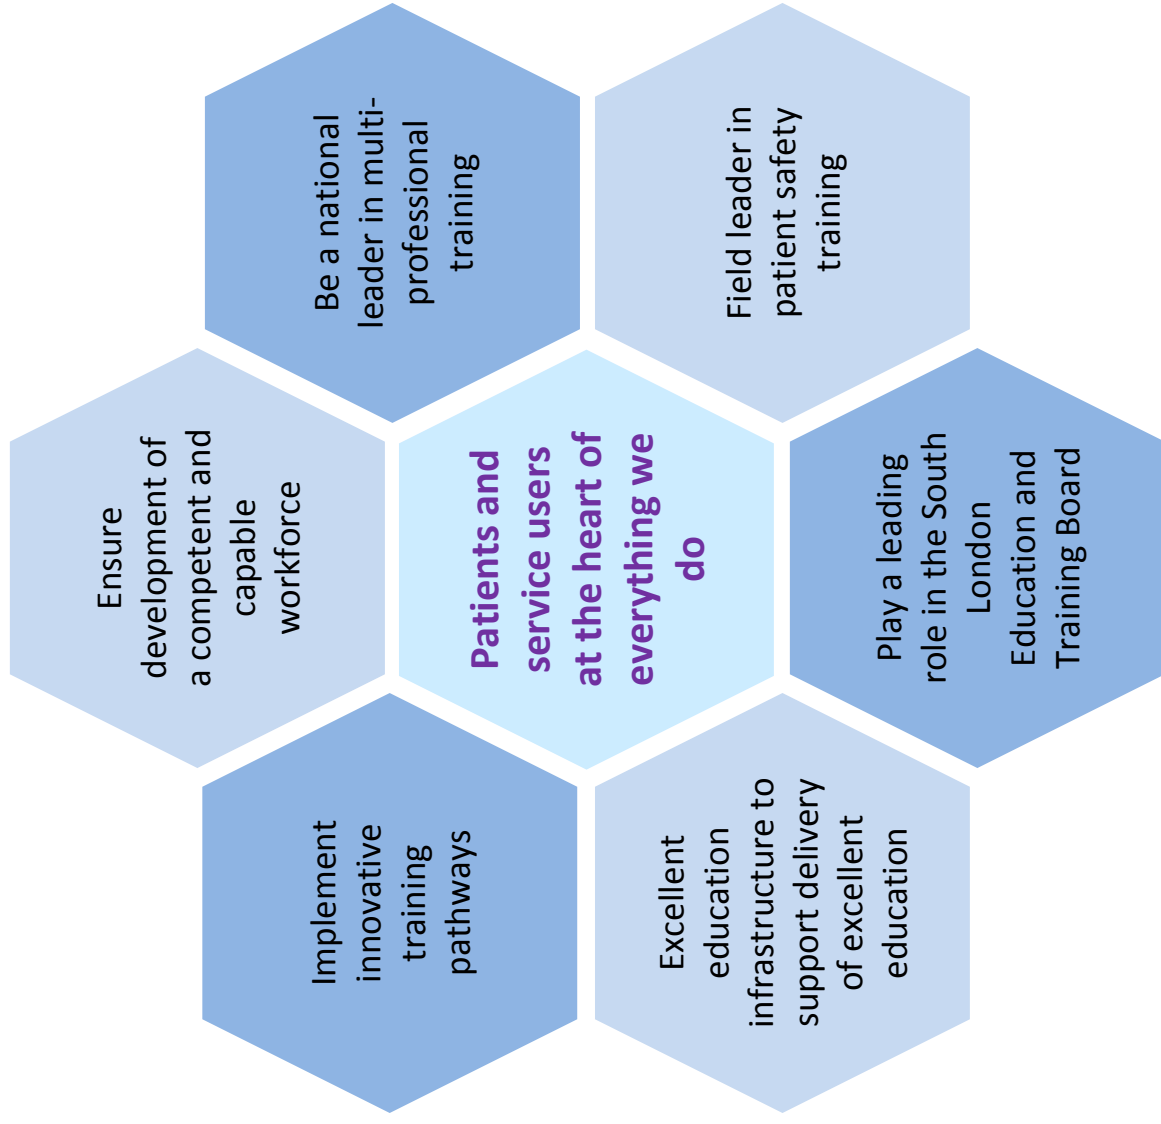 Ensure
development of
a competent and
capable
workforce
Implement
innovative
training
pathways
Be a national
leader in multi-
professional
training
Patients and
service users
at the heart of
everything we
do
Excellent
education
infrastructure to
support delivery
of excellent
education
Field leader in
patient safety
training
Play a leading
role in the South
London
Education and
Training Board